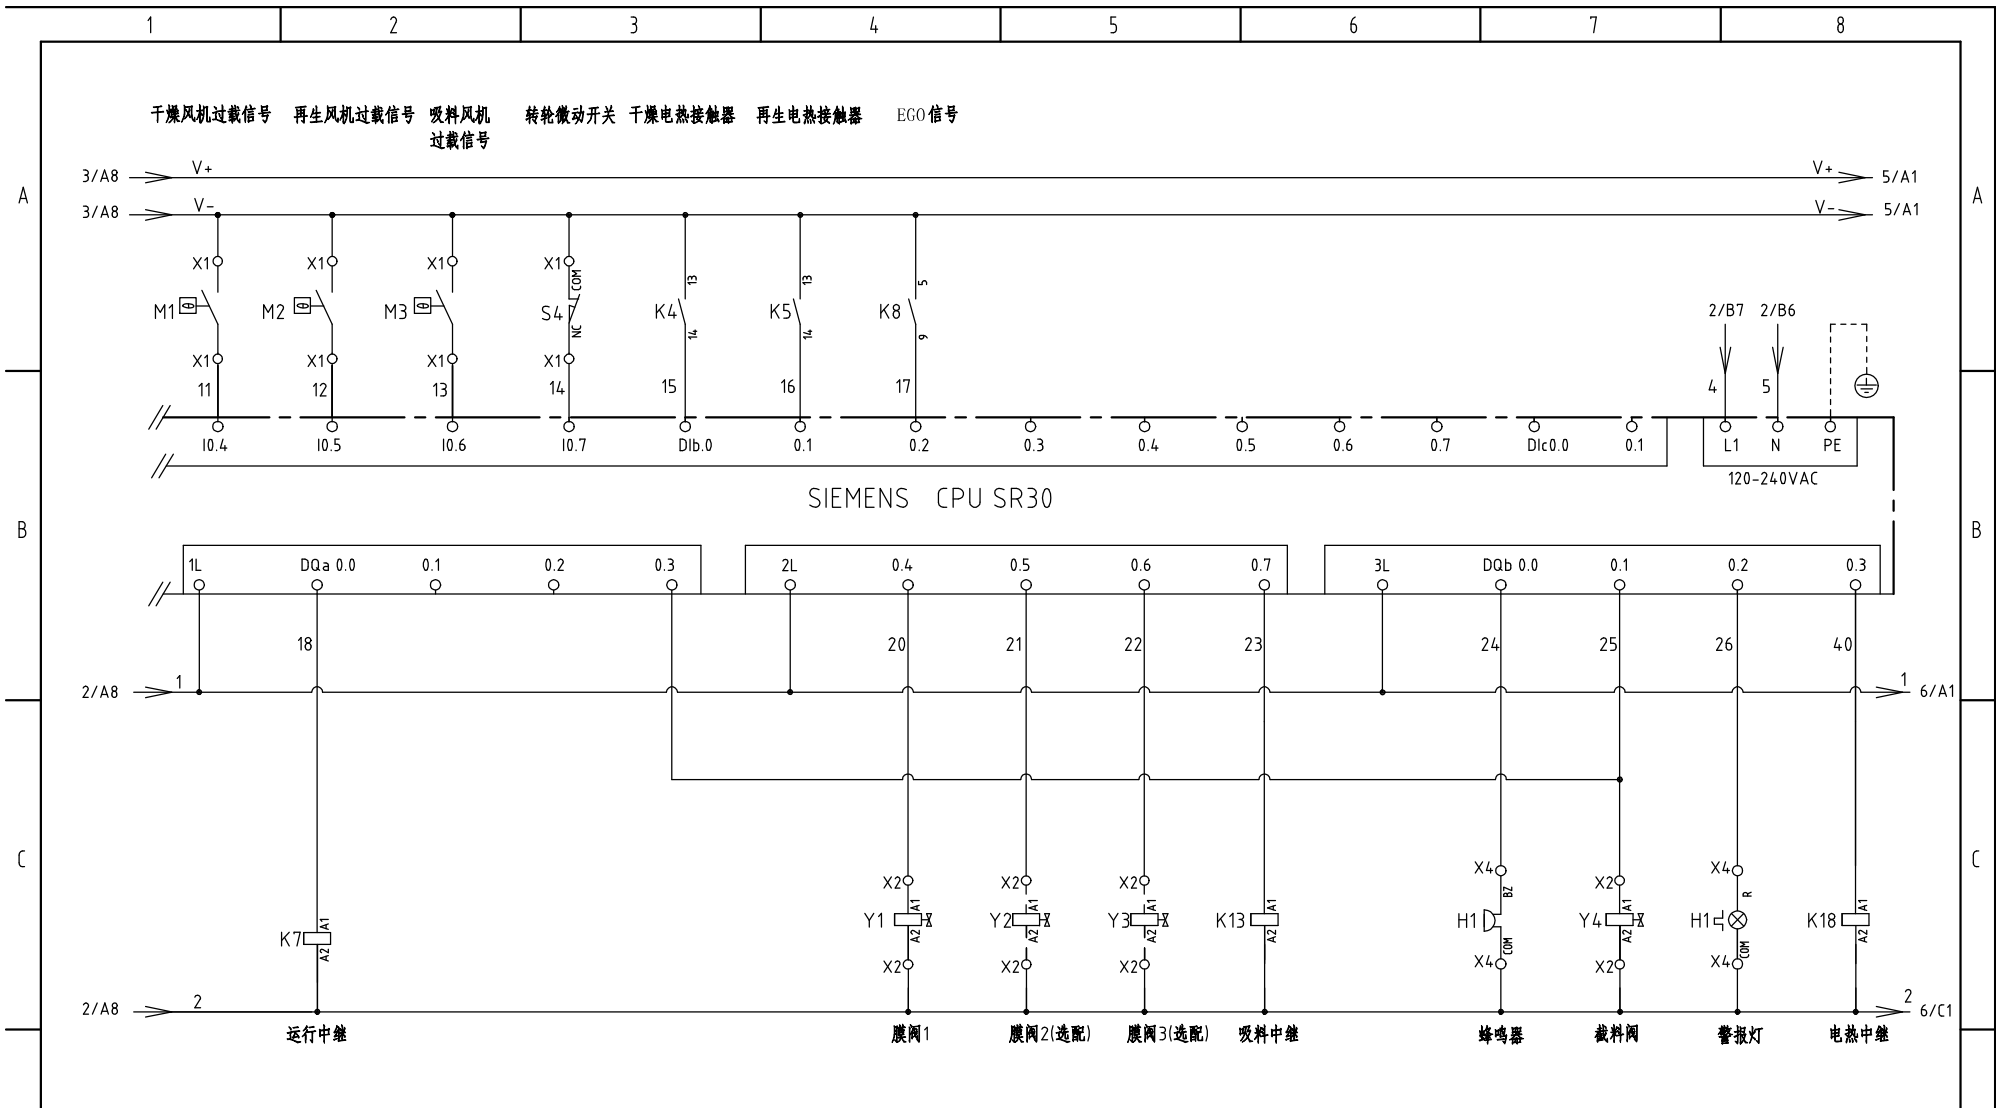 1 2 3 4 5 6 7 8
干燥风机过载信号 再生风机过载信号 吸料风机 转轮微动开关 干燥电热接触器 再生电热接触器 EGO信号
过载信号
3/A8 V+ V+ 5/A1
A A
3/A8 V- V- 5/A1
X1 X1 X1 X1 COM 13 13 5
M1 M2 M3 S4 K4 K5 K8 2/B7 2/B6
NC 14 14 9
X1 X1 X1 X1
11 12 13 14 15 16 17 4 5
I0.4 I0.5 I0.6 I0.7 DIb.0 0.1 0.2 0.3 0.4 0.5 0.6 0.7 DIc0.0 0.1 L1 N PE
120-240VAC
SIEMENS CPU SR30
B B
1L DQa 0.0 0.1 0.2 0.3 2L 0.4 0.5 0.6 0.7 3L DQb 0.0 0.1 0.2 0.3
18 20 21 22 23 24 25 26 40
2/A8 1 1 6/A1
C C
X2 X2 X2 X4 X2 X4
A1 A1 A1 A1 BZ A1 R A1
Y1 Y2 Y3 K13 H1 Y4 H1 K18
A2 A2 A2 A2 COM A2 COM A2
K7 A1 A2
X2 X2 X2 X4 X2 X4
2/A8 2 2 6/C1
运行中继 膜阀1 膜阀2(选配) 膜阀3(选配) 吸料中继 蜂鸣器 截料阀 警报灯 电热中继